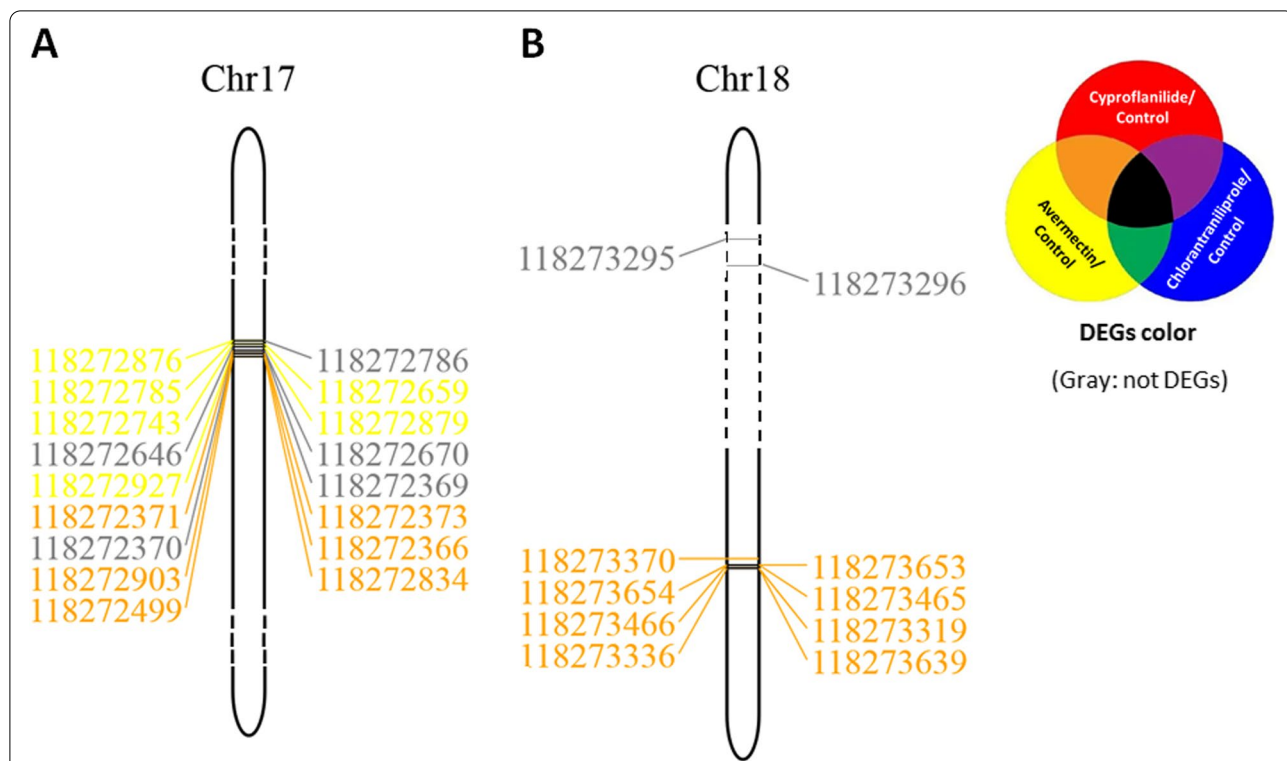 A
Chr17
118272876
118272785
118272743
118272646
118272927
118272371
118272370
118272903
118272499
118272786
118272659
118272879
118272670
118272369
118272373
118272366
118272834
B
Chr18
118273295
118273296
118273370
118273654
118273466
118273336
118273653
118273465
118273319
118273639
Cyproflanilide/
Control
Avermectin/
Control
Chlorantraniliprole/
Control
DEGs color
(Gray: not DEGs)